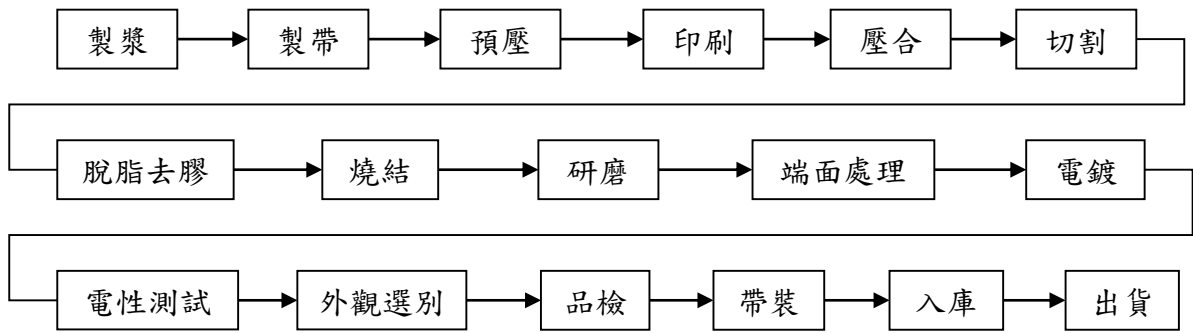 製漿 製帶 預壓 印刷 壓合 切割
脫脂去膠 燒結 研磨 端面處理 電鍍
電性測試 外觀選別 品檢 帶裝 入庫 出貨